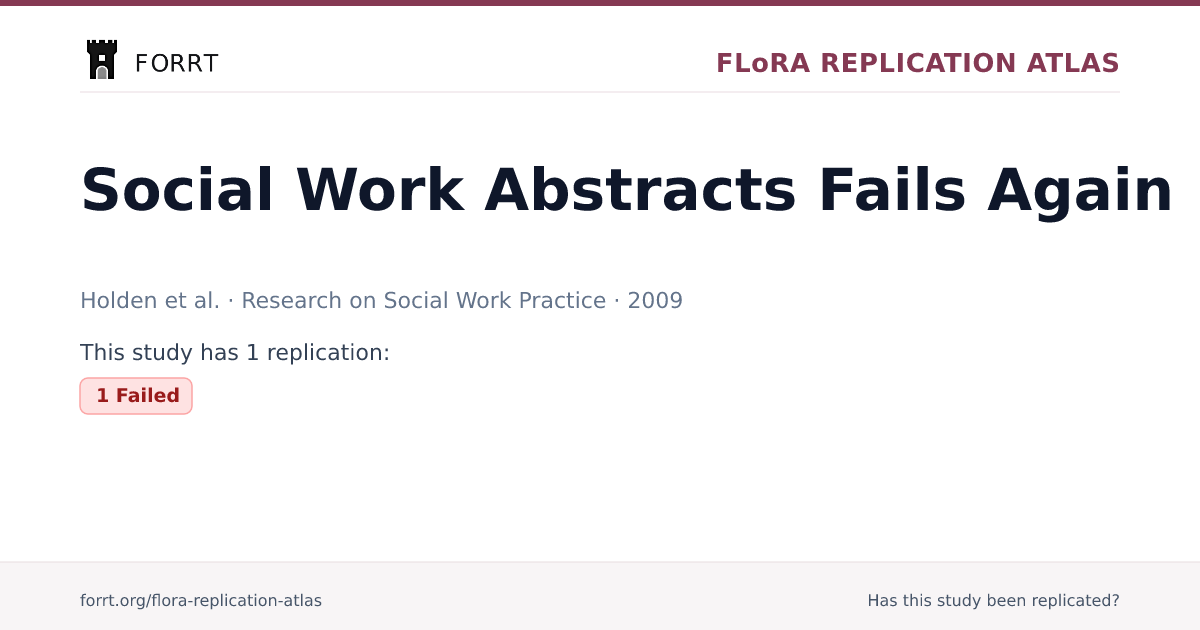 FORRT
FLoRA REPLICATION ATLAS
Social Work Abstracts Fails Again
Holden et al. · Research on Social Work Practice · 2009
This study has 1 replication:
1 Failed
forrt.org/flora-replication-atlas
Has this study been replicated?